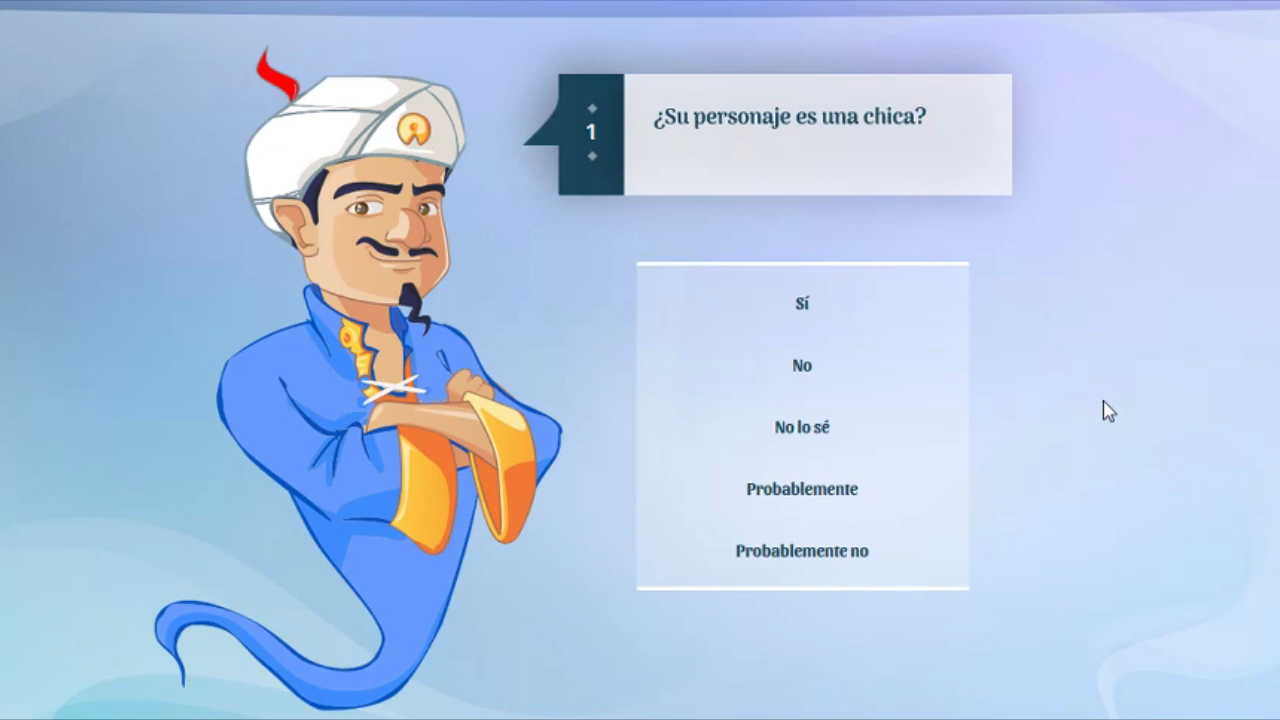 1
¿Su personaje es una chica?
Sí
No
No lo sé
Probablemente
Probablemente no